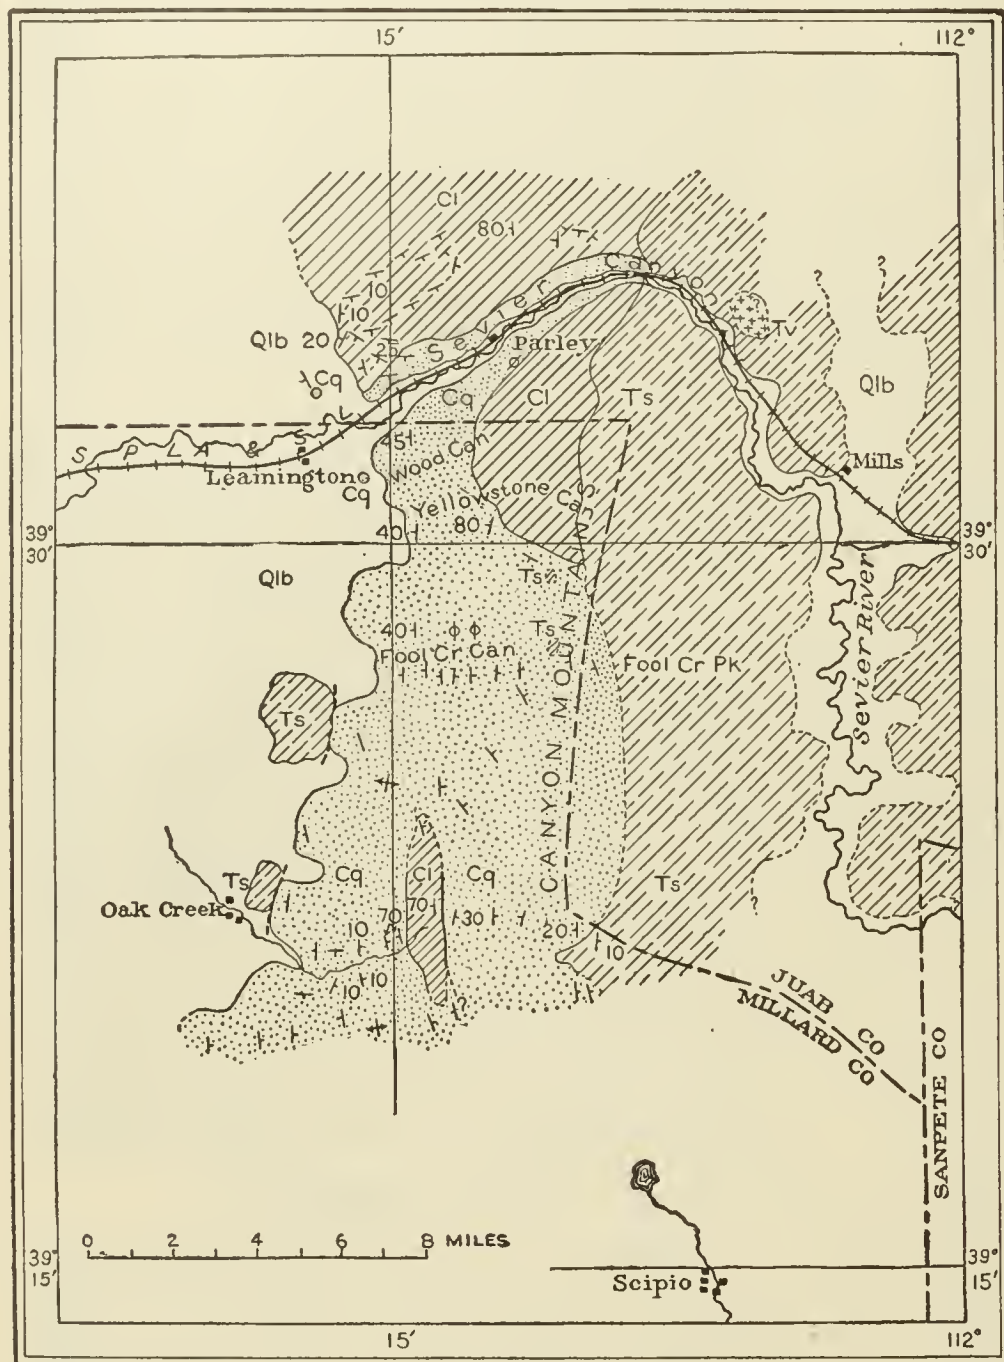 15′ 112°
Cl
80
Sevier Canyon
10
10
Qlb 20
25
Tv
Parley
Qlb
Cq
Cq Cl Ts
S P L A & S L
45
Wood Can
Mills
Leamington
Cq
Yellowstone Can
40 80
39° 30′
39° 30′
Qlb
Ts
CANYON MOUNTAINS
Sevier River
40 Ts
Fool Cr Can
Fool Cr Pk
Ts
Ts
Cq Cl Cq Ts
Oak Creek
70 70 30
10 20 10
10 10
JUAB CO
MILLARD CO
SANPETE CO
0 2 4 6 8 MILES
39° 15′
39° 15′
Scipio
15′ 112°